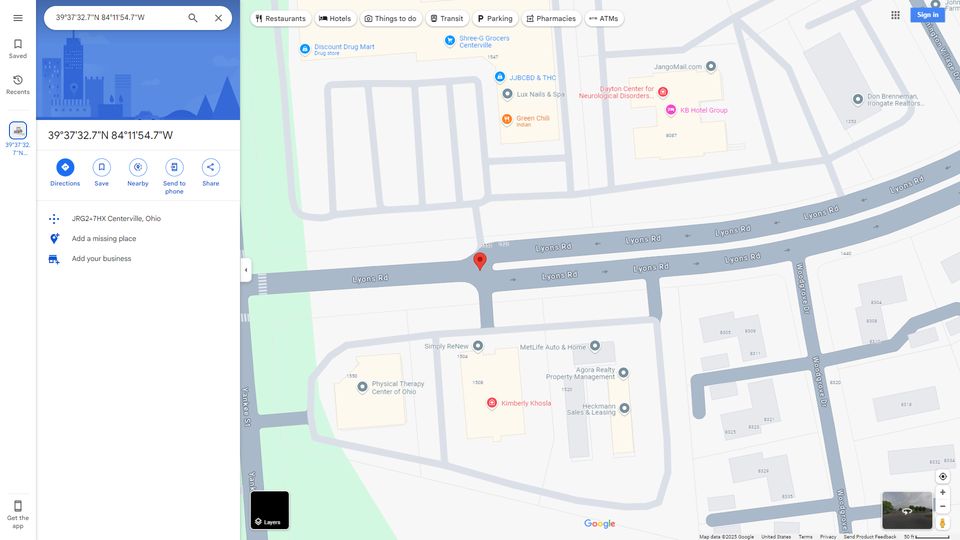 39°37'32.7"N 84°11'54.7"W
Restaurants
Hotels
Things to do
Transit
Parking
Pharmacies
ATMs
Sign in
Saved
Recents
39°37'32.
7"N...
39°37'32.7"N 84°11'54.7"W
Directions
Save
Nearby
Send to
phone
Share
JRG2+7HX Centerville, Ohio
Add a missing place
Add your business
Get the
app
Discount Drug Mart
Drug store
Shree-G Grocers
Centerville
1547
JJBCBD & THC
Lux Nails & Spa
Green Chili
Indian
JangoMail.com
Dayton Center for
Neurological Disorders...
KB Hotel Group
8087
Don Brenneman,
Irongate Realtors...
Lyons Rd
Lyons Rd
Lyons Rd
Lyons Rd
Lyons Rd
Lyons Rd
Lyons Rd
Lyons Rd
Yankee St
Woodgrove Dr
Woodgrove Dr
Woodgrove
1440
8304
8310
8305
8309
8311
8320
8318
8321
8325
8329
8335
Simply ReNew
1504
MetLife Auto & Home
Agora Realty
Property Management
1550
Physical Therapy
Center of Ohio
1508
1520
Kimberly Khosla
Heckmann
Sales & Leasing
Layers
Google
Map data ©2025 Google
United States
Terms
Privacy
Send Product Feedback
50 ft